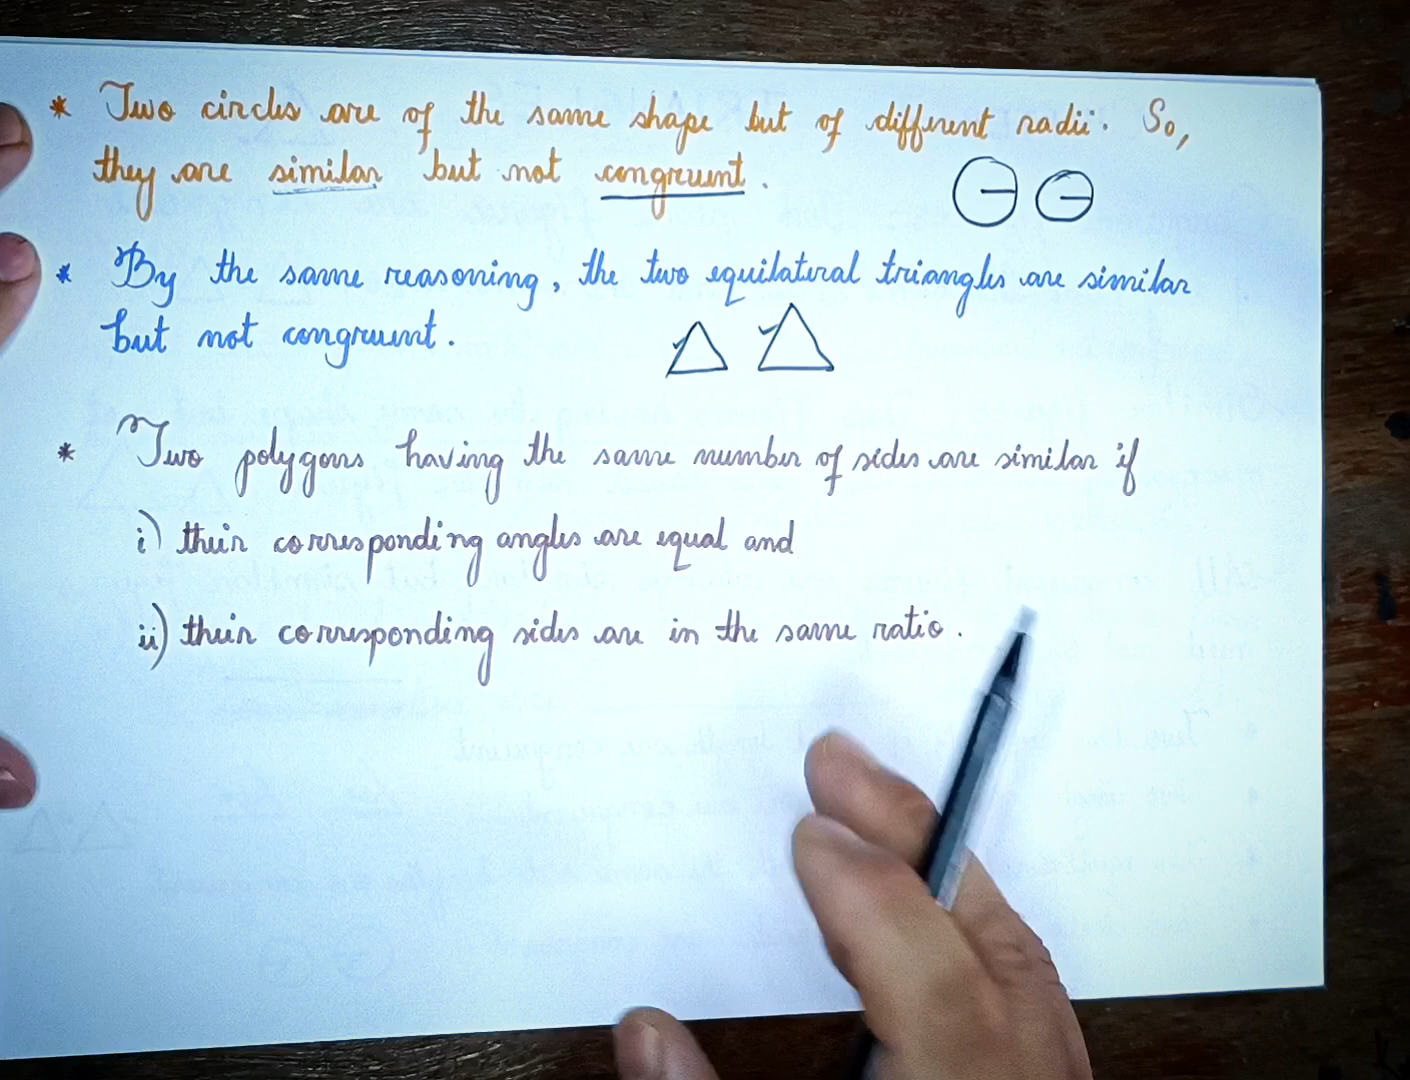 * Two circles are of the same shape but of different radii. So,
they are similar but not congruent.
* By the same reasoning, the two equilateral triangles are similar
but not congruent.
* Two polygons having the same number of sides are similar if
i) their corresponding angles are equal and
ii) their corresponding sides are in the same ratio.